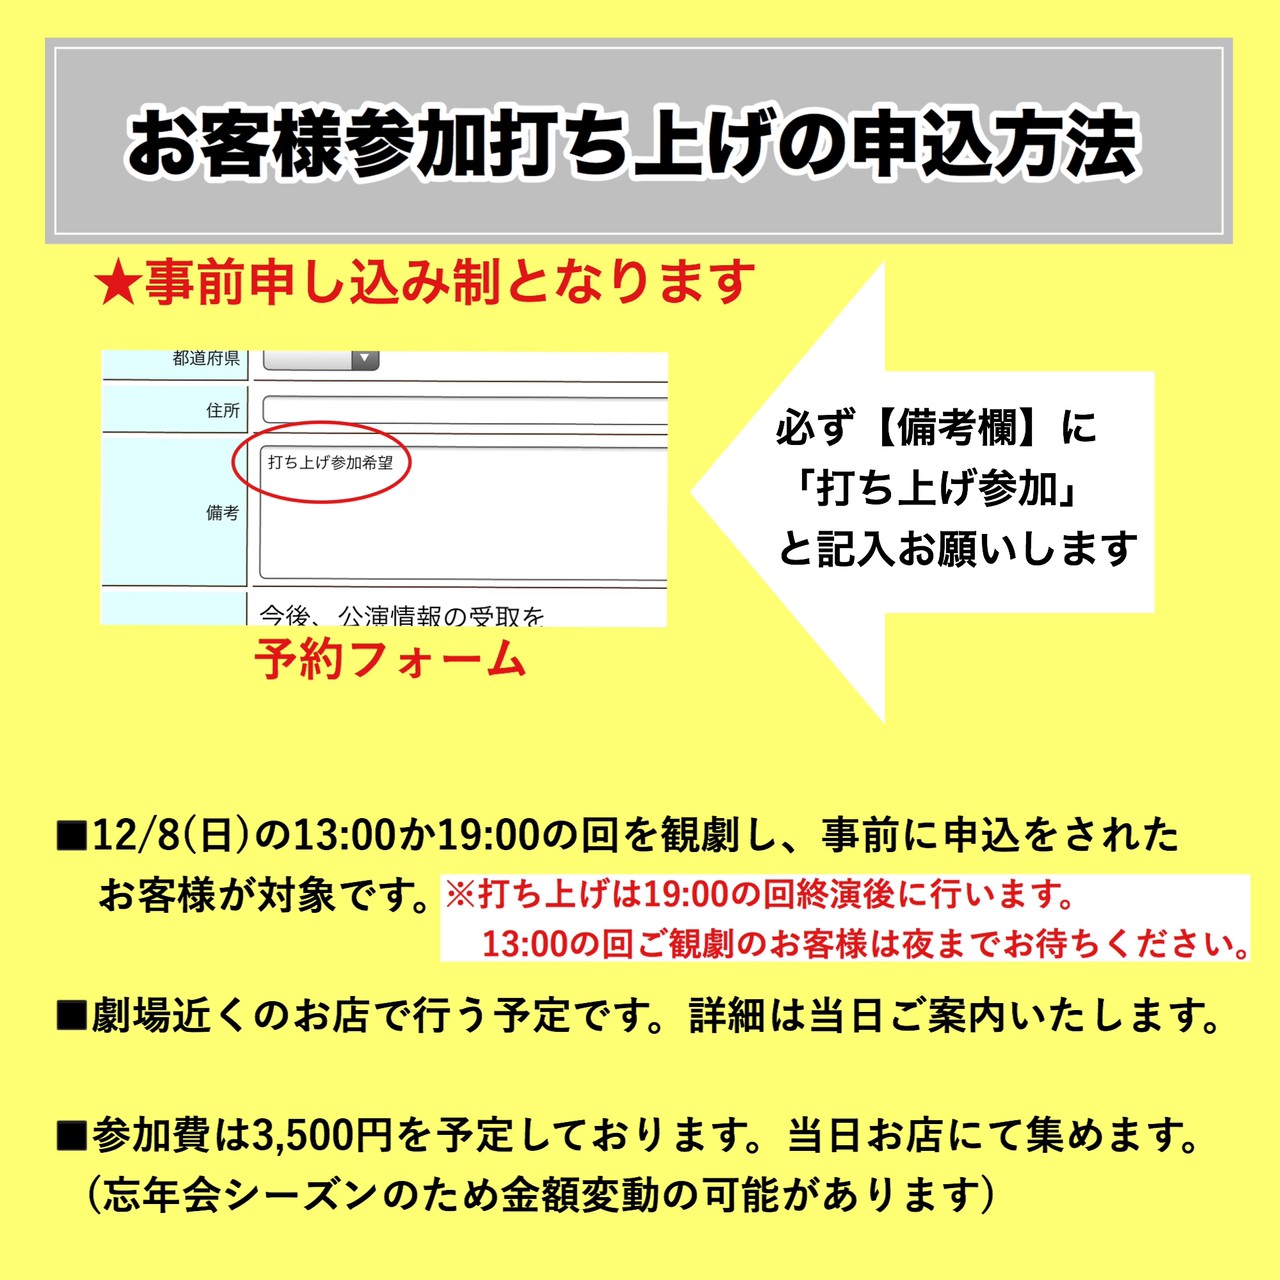 お客様参加打ち上げの申込方法
★事前申し込み制となります
都道府県
住所
打ち上げ参加希望
備考
今後、公演情報の受取を
予約フォーム
必ず【備考欄】に
「打ち上げ参加」
と記入お願いします
■12/8(日)の13:00か19:00の回を観劇し、事前に申込をされた
お客様が対象です。
※打ち上げは19:00の回終演後に行います。
13:00の回ご観劇のお客様は夜までお待ちください。
■劇場近くのお店で行う予定です。詳細は当日ご案内いたします。
■参加費は3,500円を予定しております。当日お店にて集めます。
(忘年会シーズンのため金額変動の可能があります)